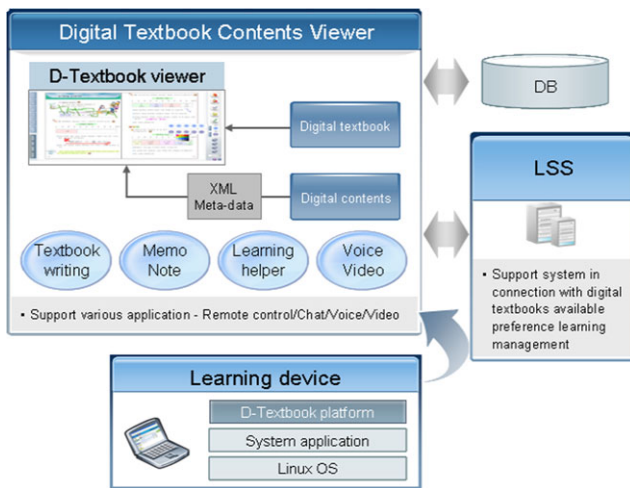 Digital Textbook Contents Viewer
D-Textbook viewer
Digital textbook
XML
Meta-data
Digital contents
Textbook
writing
Memo
Note
Learning
helper
Voice
Video
• Support various application - Remote control/Chat/Voice/Video
DB
LSS
• Support system in
connection with digital
textbooks available
preference learning
management
Learning device
D-Textbook platform
System application
Linux OS